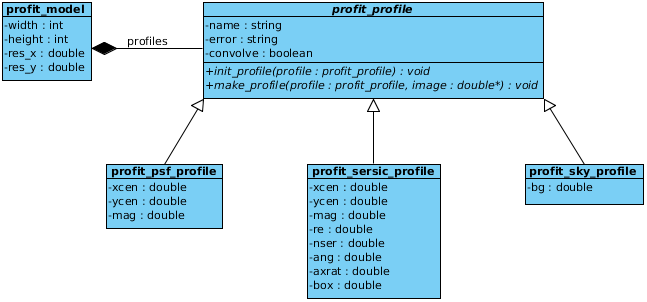 profit_model
-width : int
-height : int
-res_x : double
-res_y : double
profiles
profit_profile
-name : string
-error : string
-convolve : boolean
+init_profile(profile : profit_profile) : void
+make_profile(profile : profit_profile, image : double*) : void
profit_psf_profile
-xcen : double
-ycen : double
-mag : double
profit_sersic_profile
-xcen : double
-ycen : double
-mag : double
-re : double
-nser : double
-ang : double
-axrat : double
-box : double
profit_sky_profile
-bg : double